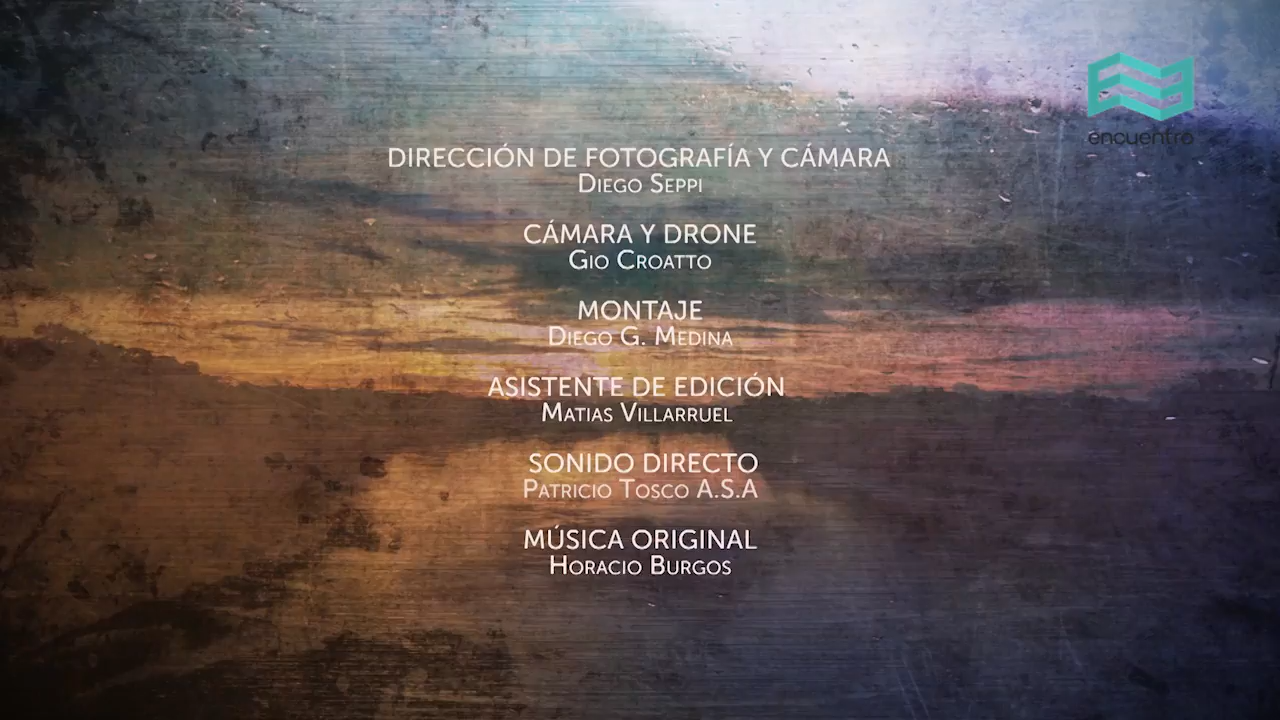 encuentro
DIRECCIÓN DE FOTOGRAFÍA Y CÁMARA
DIEGO SEPPI
CÁMARA Y DRONE
GIO CROATTO
MONTAJE
DIEGO G. MEDINA
ASISTENTE DE EDICIÓN
MATIAS VILLARRUEL
SONIDO DIRECTO
PATRICIO TOSCO A.S.A
MÚSICA ORIGINAL
HORACIO BURGOS